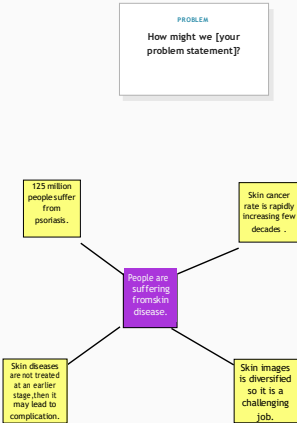 PROBLEM
How might we [your
problem statement]?
125 million
people suffer
from
psoriasis.
Skin cancer
rate is rapidly
increasing few
decades .
People are
suffering
fromskin
disease.
Skin diseases
are not treated
at an earlier
stage,then it
may lead to
complication.
Skin images
is diversified
so it is a
challenging
job.